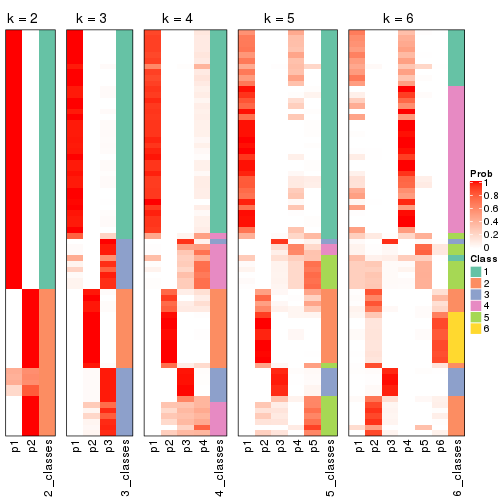 k = 2
k = 3
k = 4
k = 5
k = 6
Prob
1
0.8
0.6
0.4
0.2
0
Class
1
2
3
4
5
6
p1
p2
2_classes
p1
p2
p3
3_classes
p1
p2
p3
p4
4_classes
p1
p2
p3
p4
p5
5_classes
p1
p2
p3
p4
p5
p6
6_classes